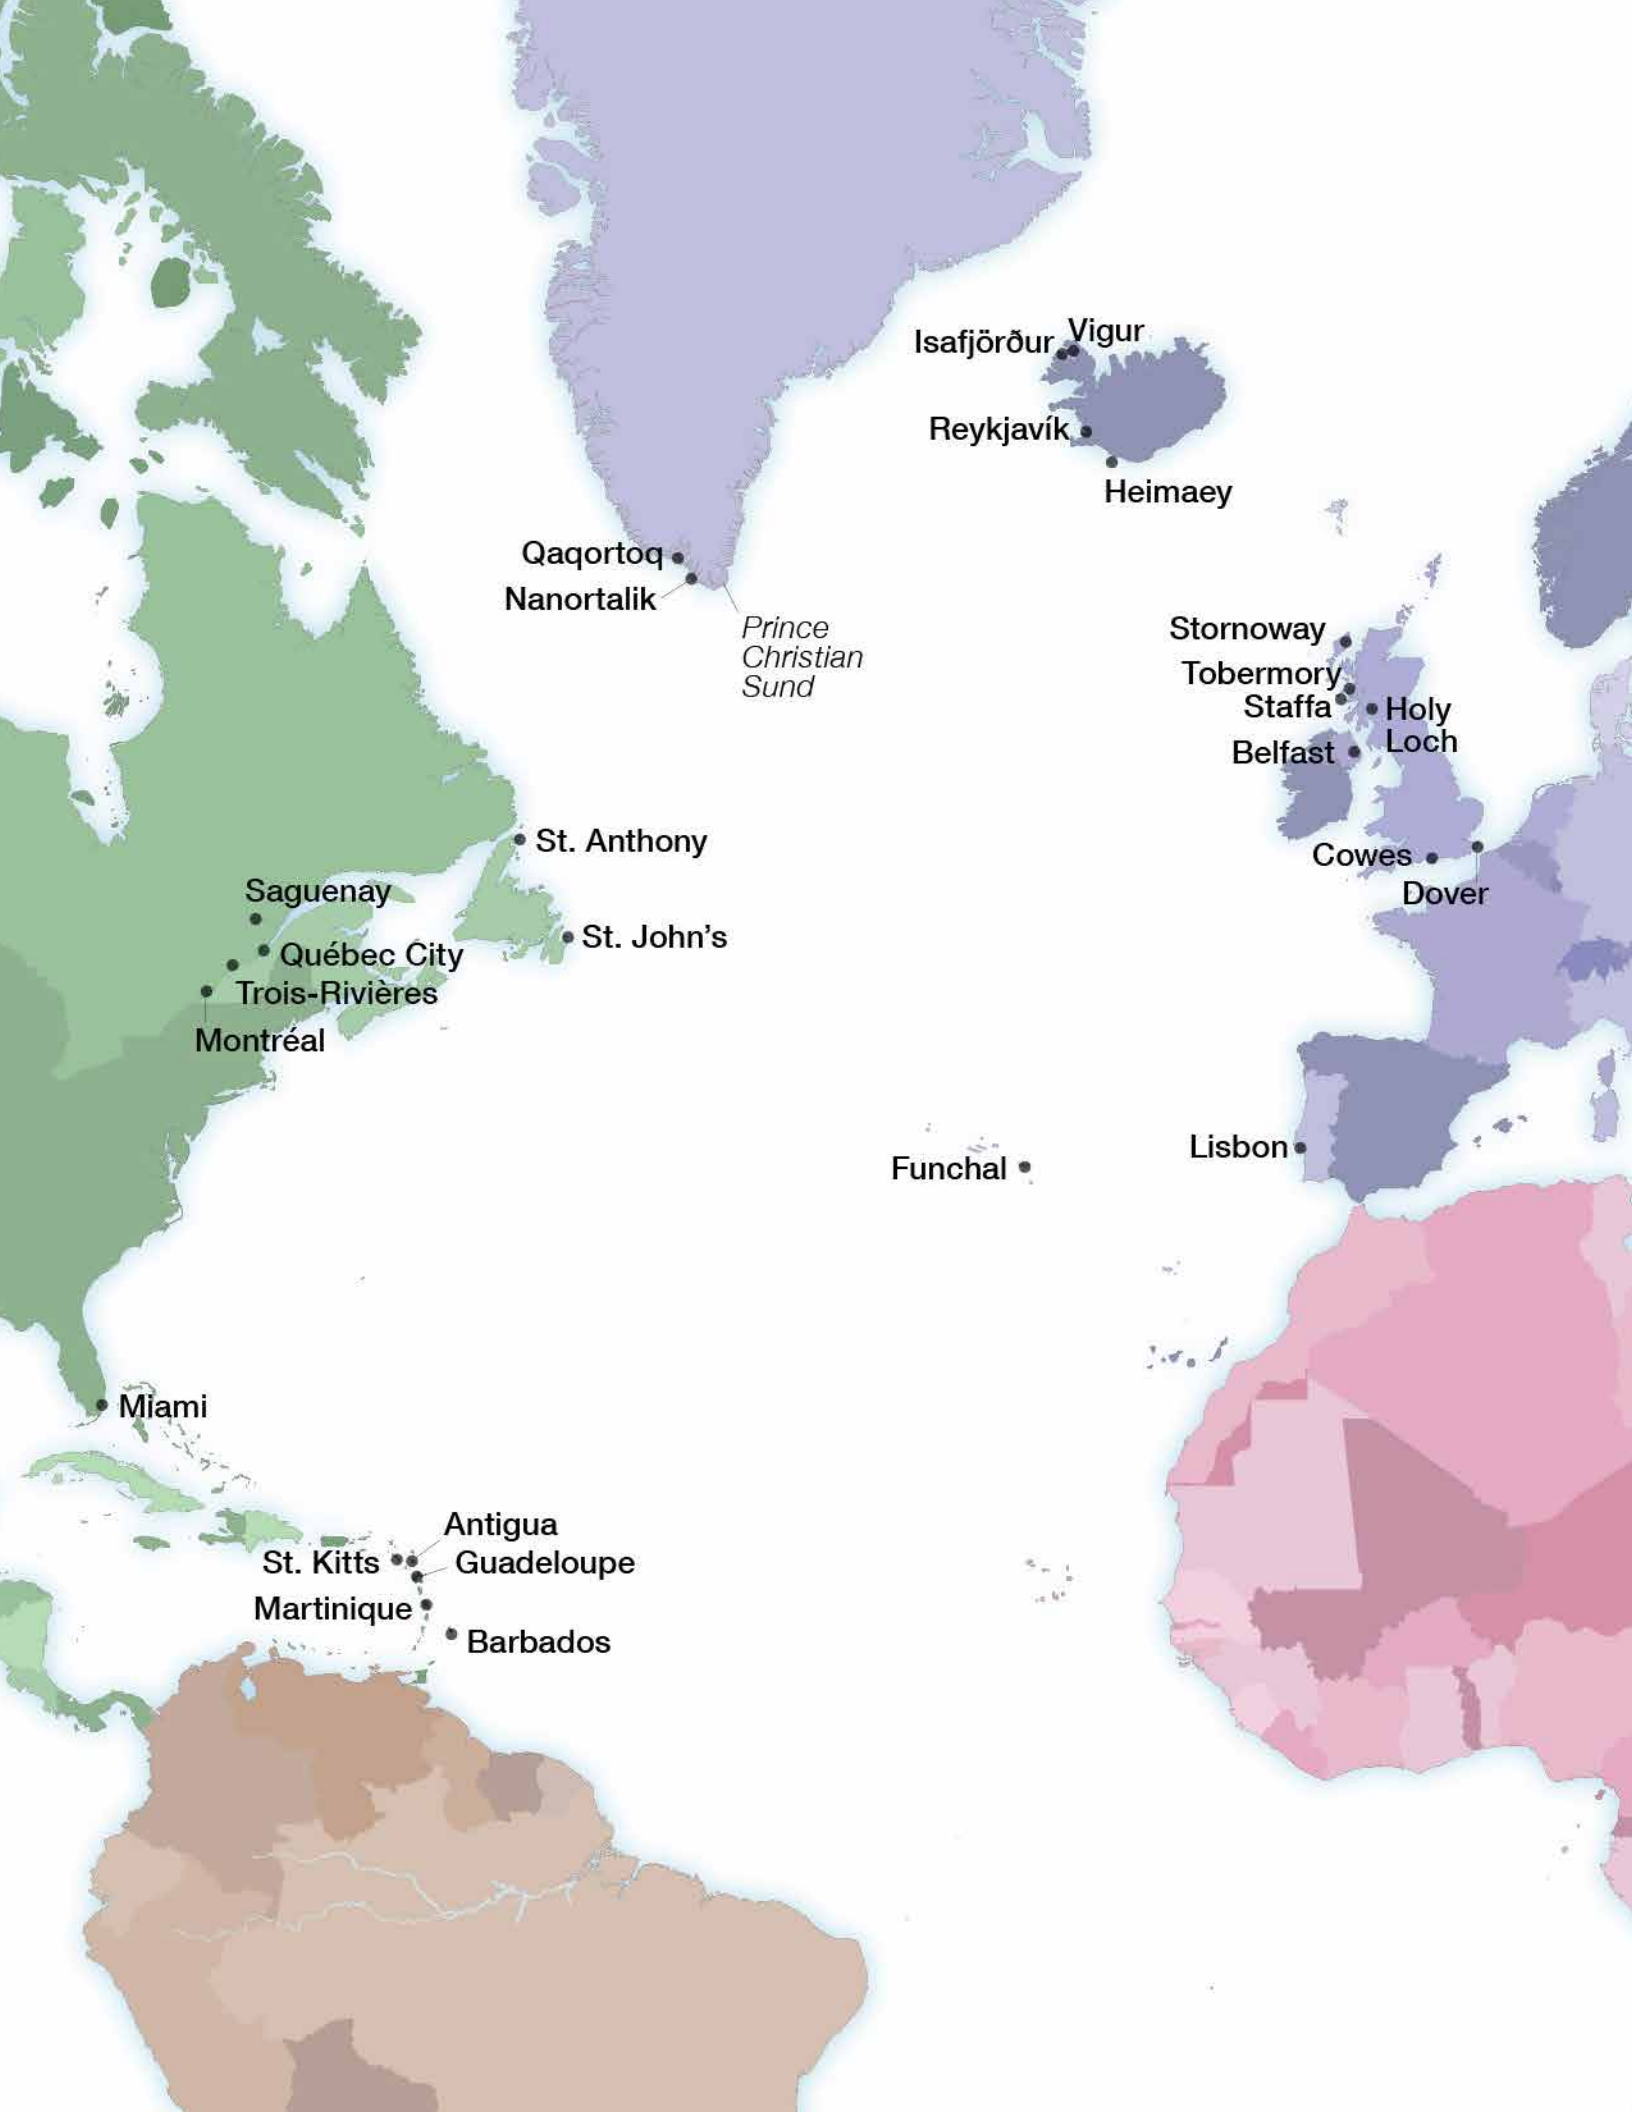 Isafjörður
Vigur
Reykjavík
Heimaey
Qaqortoq
Nanortalik
Prince
Christian
Sund
Stornoway
Tobermory
Staffa
Holy
Loch
Belfast
St. Anthony
Cowes
Dover
Saguenay
St. John's
Québec City
Trois-Rivières
Montréal
Lisbon
Funchal
Miami
Antigua
St. Kitts
Guadeloupe
Martinique
Barbados